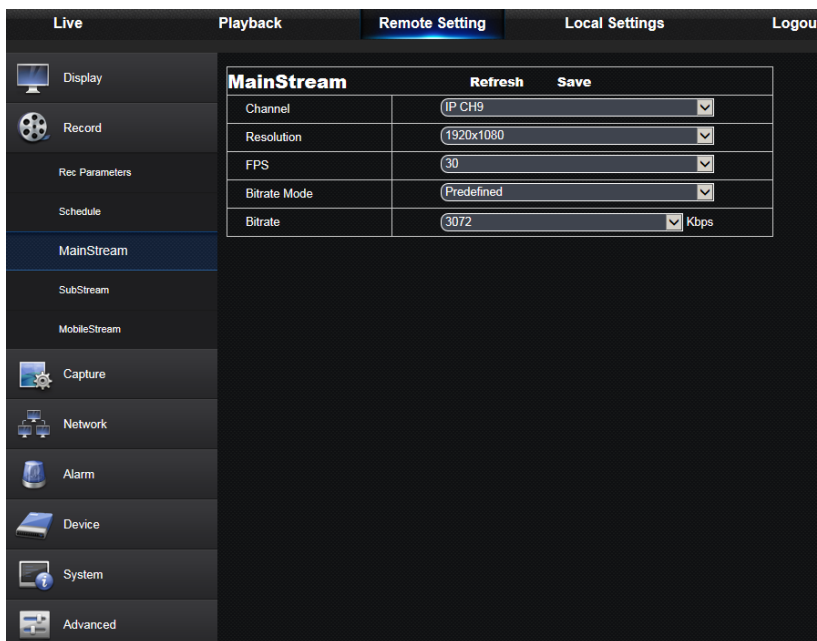 Live Playback Remote Setting Local Settings Logou
Display
Record
Rec Parameters
Schedule
MainStream
SubStream
MobileStream
Capture
Network
Alarm
Device
System
Advanced
MainStream Refresh Save
Channel IP CH9
Resolution 1920x1080
FPS 30
Bitrate Mode Predefined
Bitrate 3072 Kbps